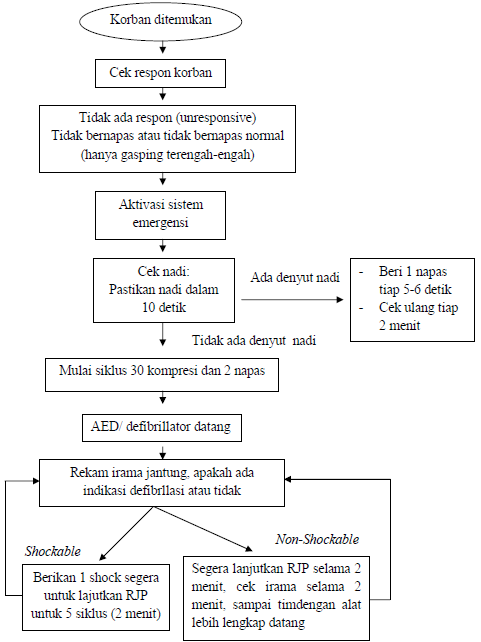 Korban ditemukan
Cek respon korban
Tidak ada respon (unresponsive)
Tidak bernapas atau tidak bernapas normal
(hanya gasping terengah-engah)
Aktivasi sistem
emergensi
Cek nadi:
Pastikan nadi dalam
10 detik
Ada denyut nadi
- Beri 1 napas
tiap 5-6 detik
- Cek ulang tiap
2 menit
Tidak ada denyut nadi
Mulai siklus 30 kompresi dan 2 napas
AED/ defibrillator datang
Rekam irama jantung, apakah ada
indikasi defibrllasi atau tidak
Shockable
Berikan 1 shock segera
untuk lajutkan RJP
untuk 5 siklus (2 menit)
Non-Shockable
Segera lanjutkan RJP selama 2
menit, cek irama selama 2
menit, sampai timdengan alat
lebih lengkap datang